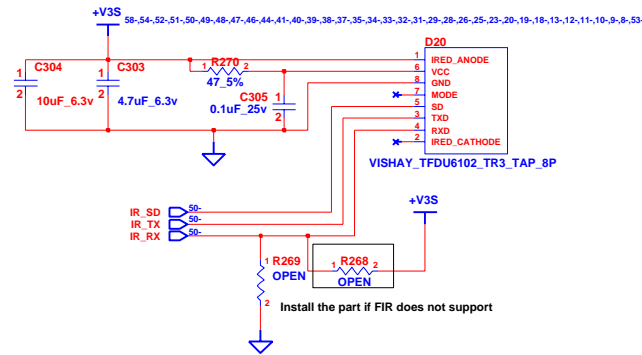 +V3S
58-,54-,52-,51-,50-,49-,48-,47-,46-,44-,41-,40-,39-,38-,37-,35-,34-,33-,32-,31-,29-,28-,26-,25-,23-,20-,19-,18-,13-,12-,11-,10-,9-,8-,53-
D20
C304
C303
R270
1 2
47_5%
C305
1
2
10uF_6.3v
1
2
4.7uF_6.3v
1
2
0.1uF_25v
1 IRED_ANODE
6 VCC
8 GND
7 MODE
5 SD
3 TXD
4 RXD
2 IRED_CATHODE
VISHAY_TFDU6102_TR3_TAP_8P
+V3S
IR_SD 50-
IR_TX 50-
IR_RX 50-
1 R269
OPEN
2
R268
1 2
OPEN
Install the part if FIR does not support